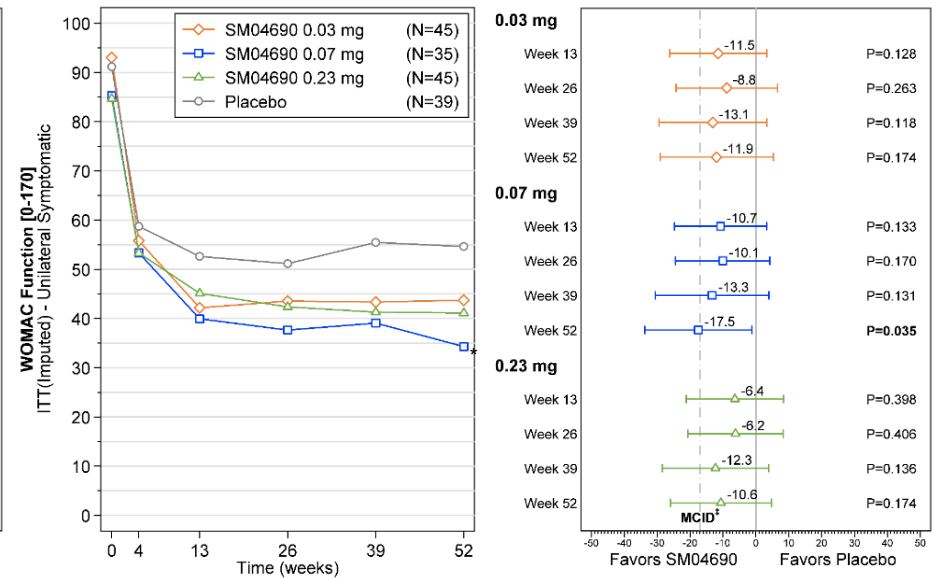 WOMAC Function [0-170]
ITT(Imputed) - Unilateral Symptomatic
100
90
80
70
60
50
40
30
20
10
0
SM04690 0.03 mg (N=45)
SM04690 0.07 mg (N=35)
SM04690 0.23 mg (N=45)
Placebo (N=39)
*
0 4 13 26 39 52
Time (weeks)
0.03 mg
Week 13 -11.5 P=0.128
Week 26 -8.8 P=0.263
Week 39 -13.1 P=0.118
Week 52 -11.9 P=0.174
0.07 mg
Week 13 -10.7 P=0.133
Week 26 -10.1 P=0.170
Week 39 -13.3 P=0.131
Week 52 -17.5 P=0.035
0.23 mg
Week 13 -6.4 P=0.398
Week 26 -6.2 P=0.406
Week 39 -12.3 P=0.136
Week 52 -10.6 P=0.174
MCID‡
-50 -40 -30 -20 -10 0 10 20 30 40 50
Favors SM04690 Favors Placebo